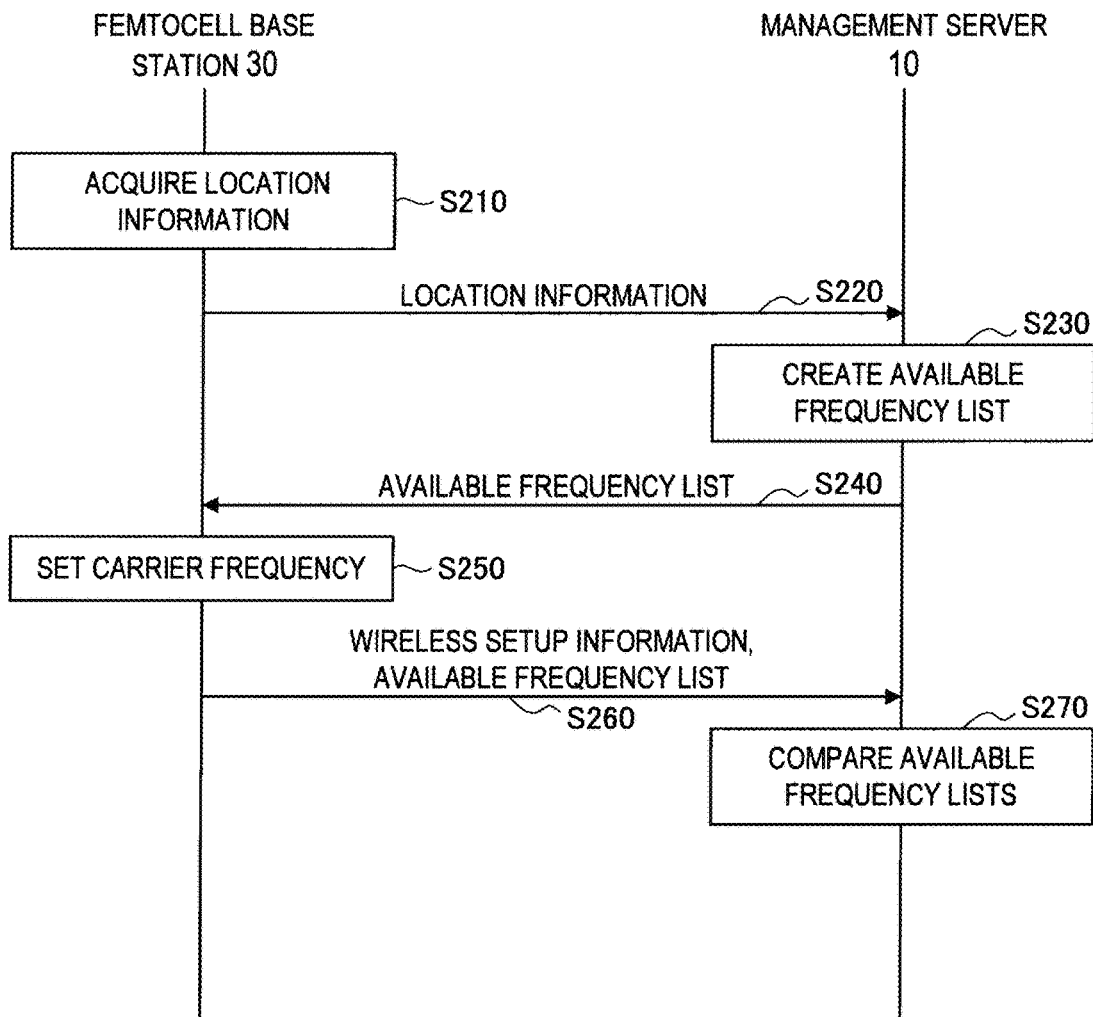 FEMTOCELL BASE
STATION 30
MANAGEMENT SERVER
10
ACQUIRE LOCATION
INFORMATION
S210
LOCATION INFORMATION
S220
S230
CREATE AVAILABLE
FREQUENCY LIST
AVAILABLE FREQUENCY LIST
S240
SET CARRIER FREQUENCY
S250
WIRELESS SETUP INFORMATION,
AVAILABLE FREQUENCY LIST
S260
S270
COMPARE AVAILABLE
FREQUENCY LISTS